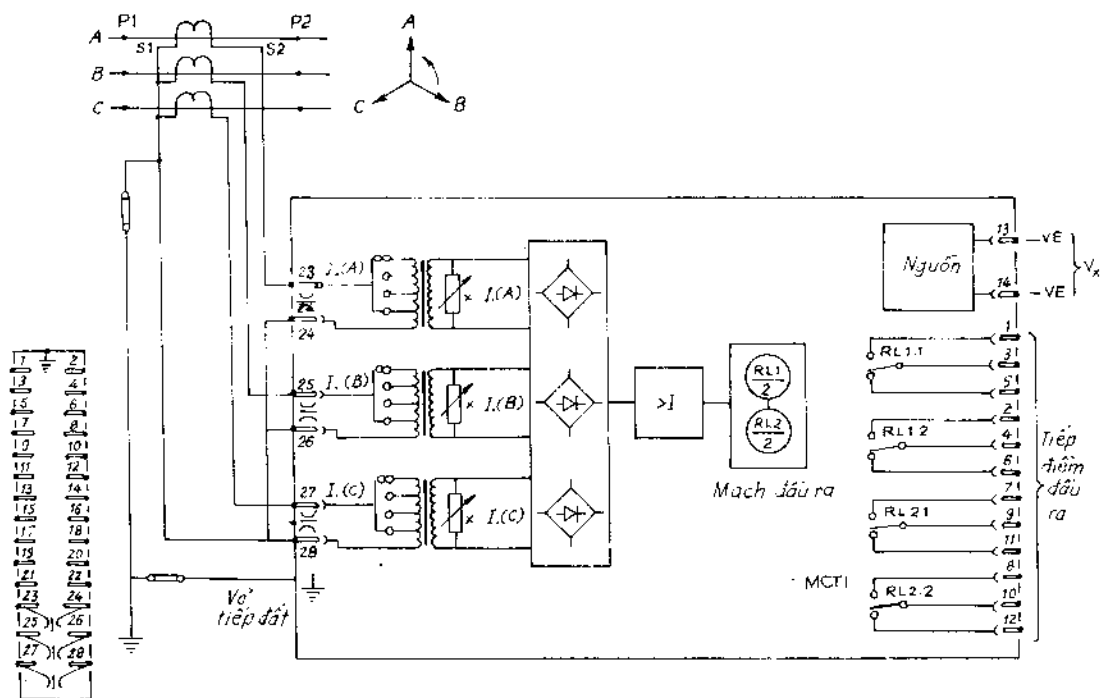 P1 P2
A
S1 S2
B
C
A
C B
Nguồn
13
VE
14
VE
Vx
23 I.(A)
24
I.(A)
25 I.(B)
26
I.(B)
27 I.(C)
28
I.(C)
>I
RL1
2
RL2
2
Mạch đầu ra
RL1.1
1
3
5
RL1.2
2
4
6
RL2.1
7
9
11
RL2.2
8
10
12
Tiếp
điểm
đầu
ra
MCTI
Vỏ
tiếp đất
1 2
3 4
5 6
7 8
9 10
11 12
13 14
15 16
17 18
19 20
21 22
23 24
25 26
27 28